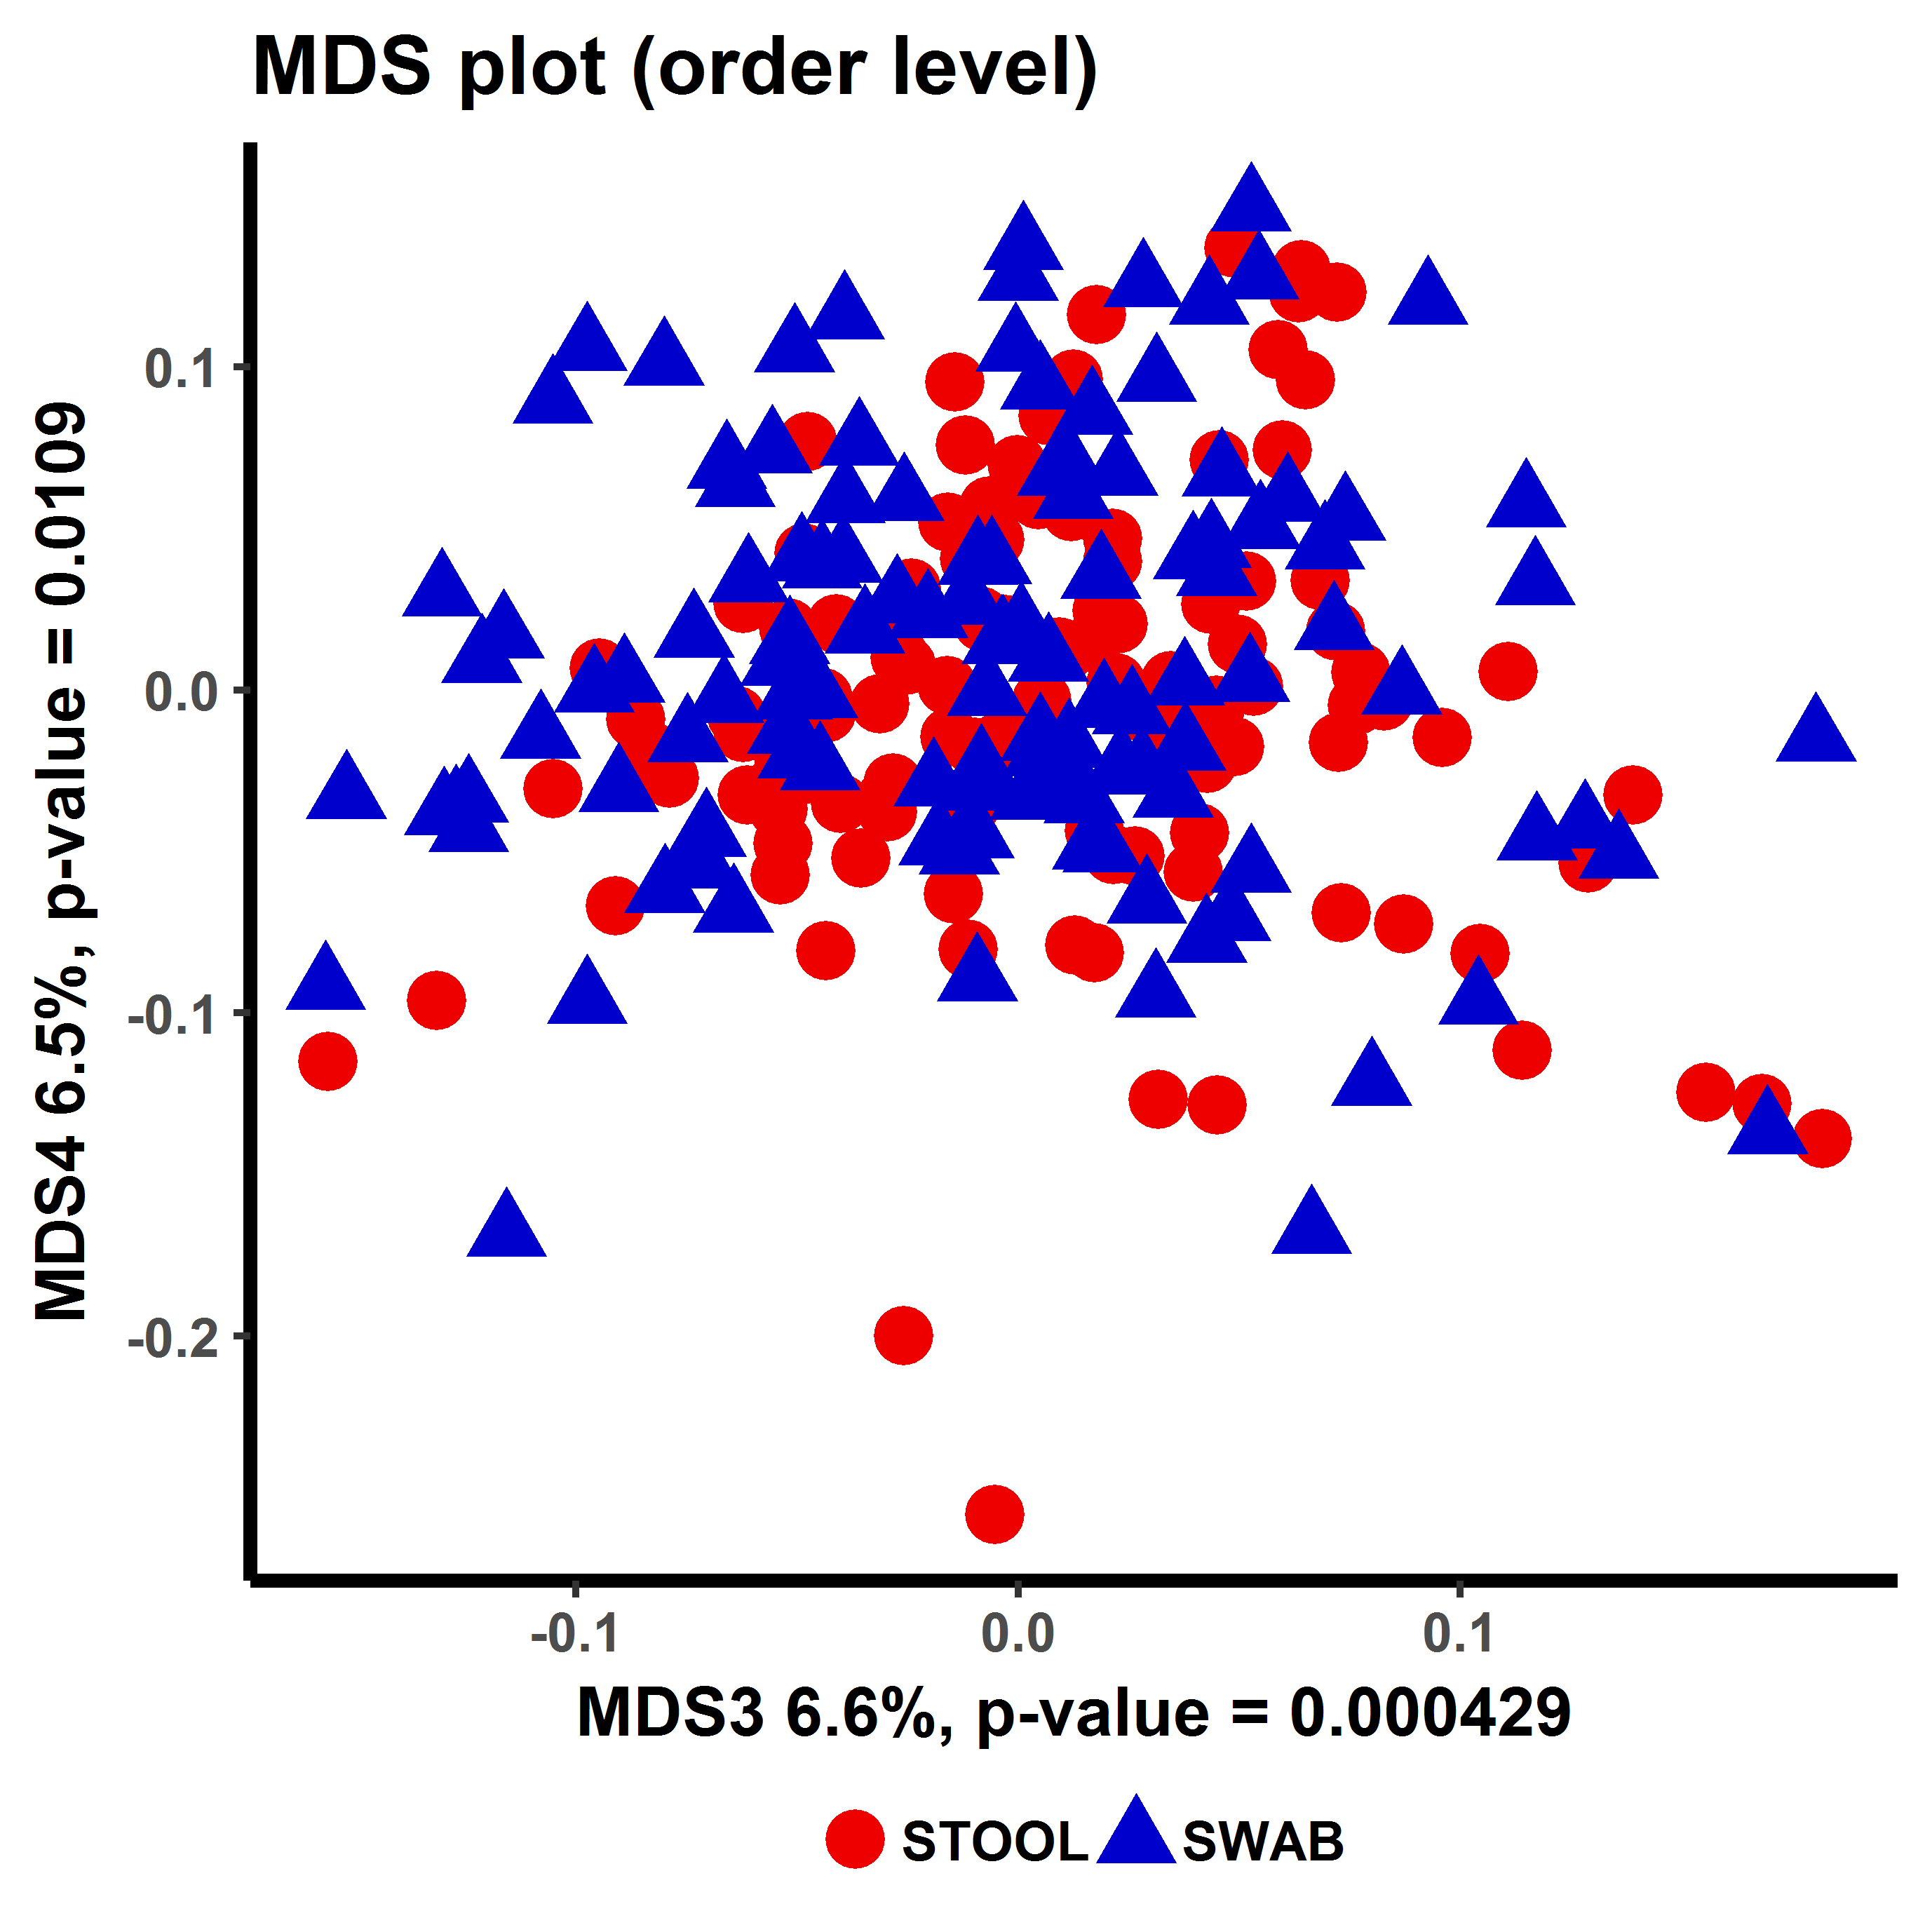 MDS plot (order level)
MDS4 6.5%, p-value = 0.0109
0.1
0.0
-0.1
-0.2
-0.1
0.0
0.1
MDS3 6.6%, p-value = 0.000429
STOOL
SWAB